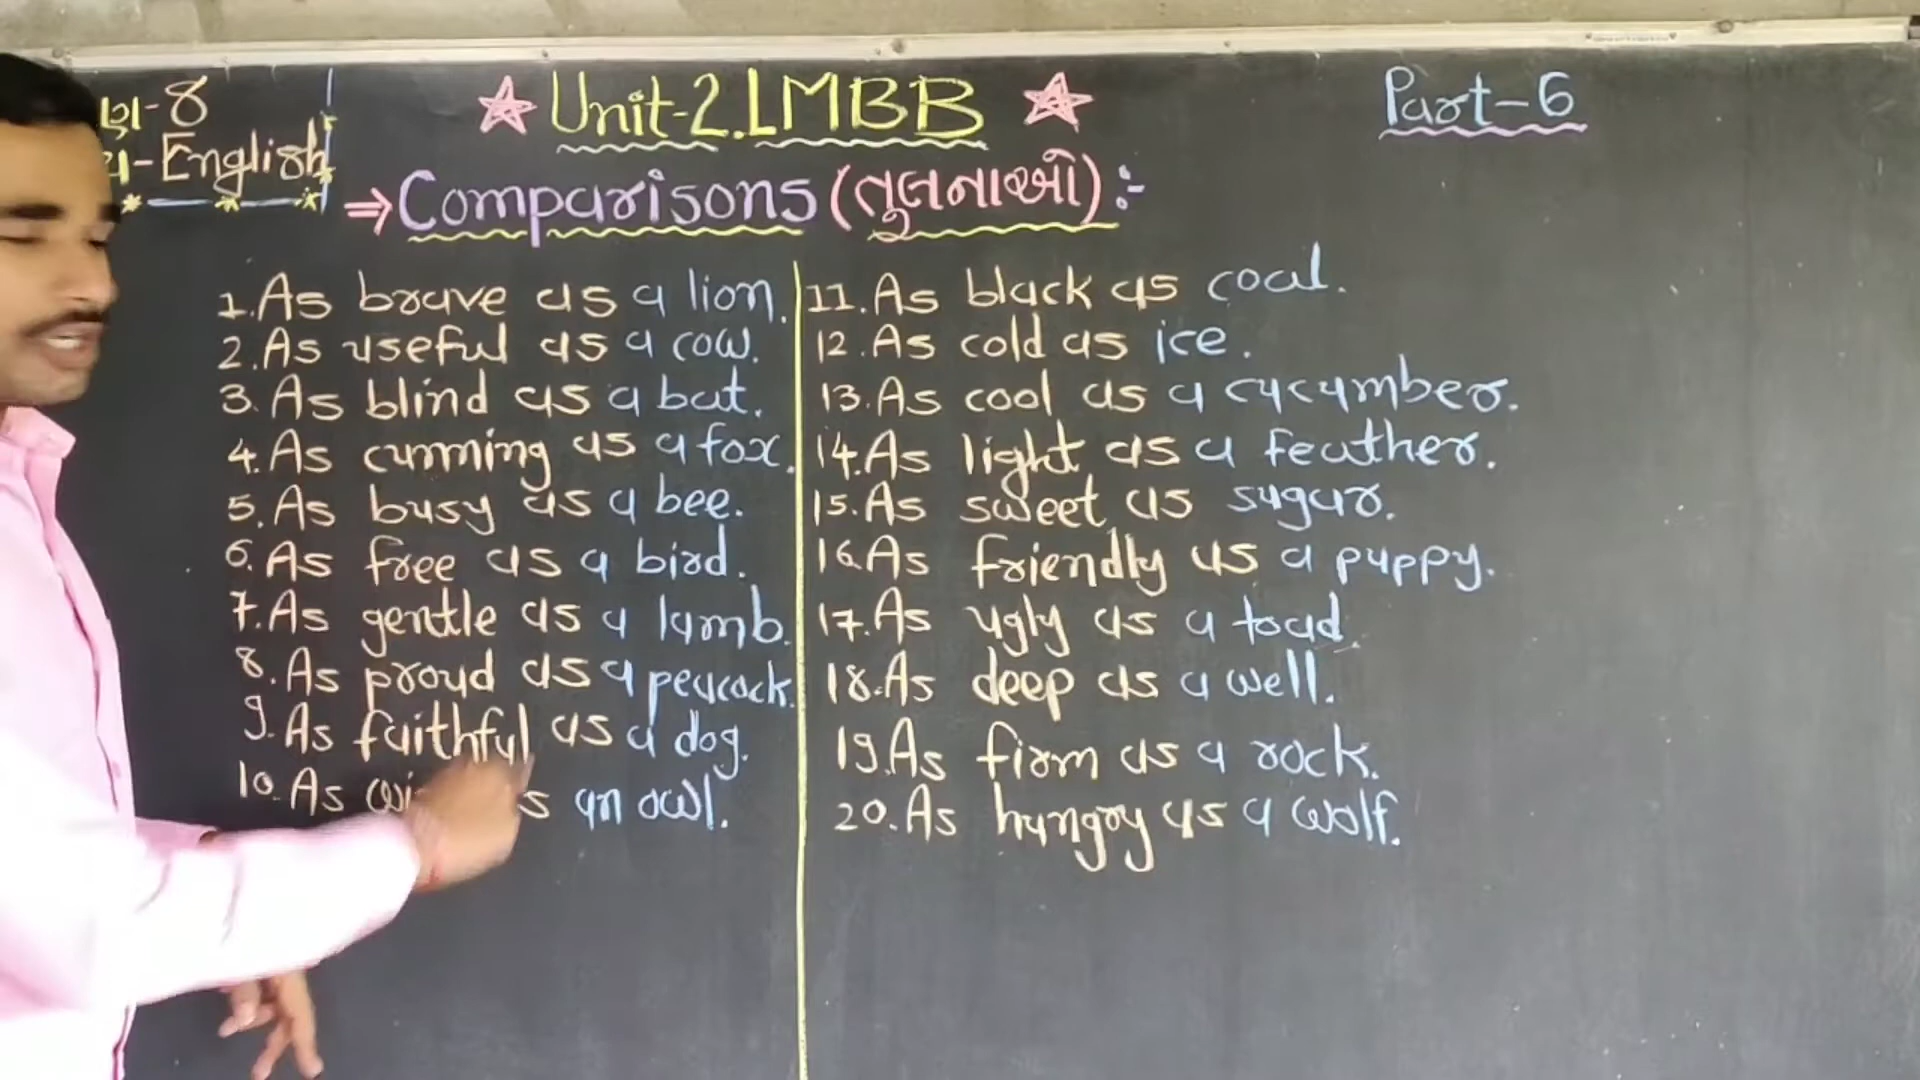 ૪
English
Unit-2. LMBB
Part-6
⇒ Comparisons (તુલનાઓ) :-
1. As brave as a lion.
2. As useful as a cow.
3. As blind as a bat.
4. As cunning as a fox.
5. As busy as a bee.
6. As free as a bird.
7. As gentle as a lamb.
8. As proud as a peacock.
9. As faithful as a dog.
10. As an owl.
11. As black as coal.
12. As cold as ice.
13. As cool as a cucumber.
14. As light as a feather.
15. As sweet as sugar.
16. As friendly as a puppy.
17. As ugly as a toad.
18. As deep as a well.
19. As firm as a rock.
20. As hungry as a wolf.